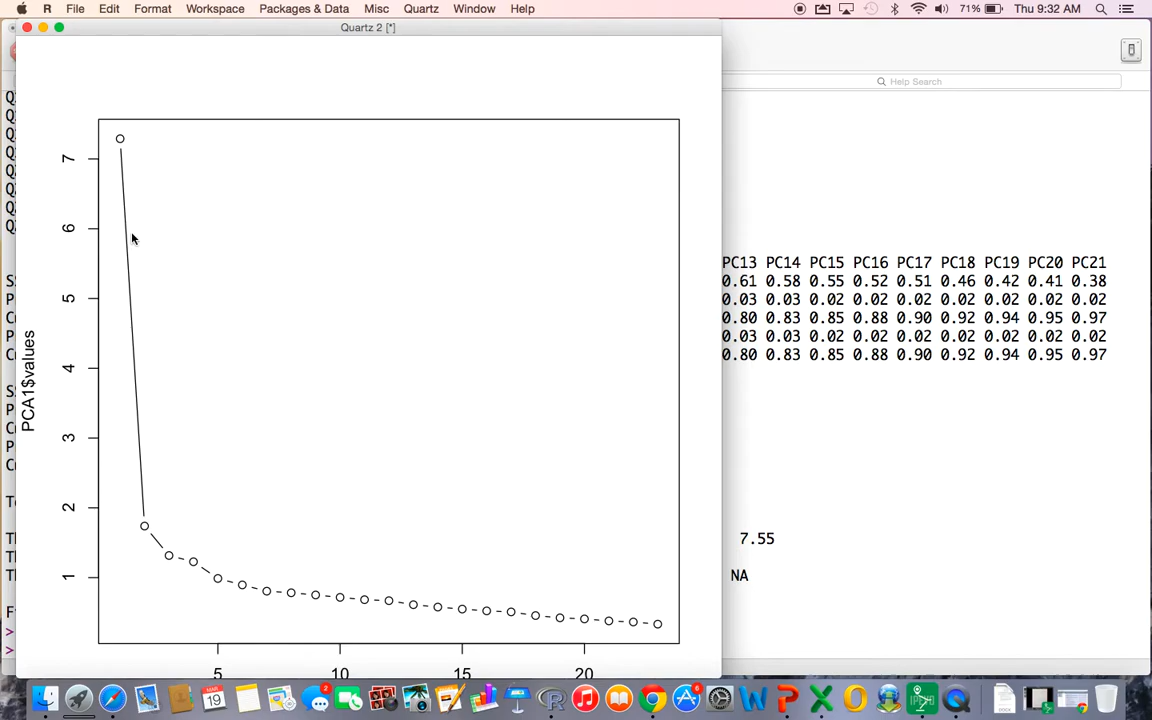 R File Edit Format Workspace Packages & Data Misc Quartz Window Help 71% Thu 9:32 AM
Quartz 2 [*]
Help Search
7
6
5
4
3
2
1
PCA1$values
5 10 15 20
PC13 PC14 PC15 PC16 PC17 PC18 PC19 PC20 PC21
0.61 0.58 0.55 0.52 0.51 0.46 0.42 0.41 0.38
0.03 0.03 0.02 0.02 0.02 0.02 0.02 0.02 0.02
0.80 0.83 0.85 0.88 0.90 0.92 0.94 0.95 0.97
0.03 0.03 0.02 0.02 0.02 0.02 0.02 0.02 0.02
0.80 0.83 0.85 0.88 0.90 0.92 0.94 0.95 0.97
7.55
NA
>
>
MAR
19
2
6